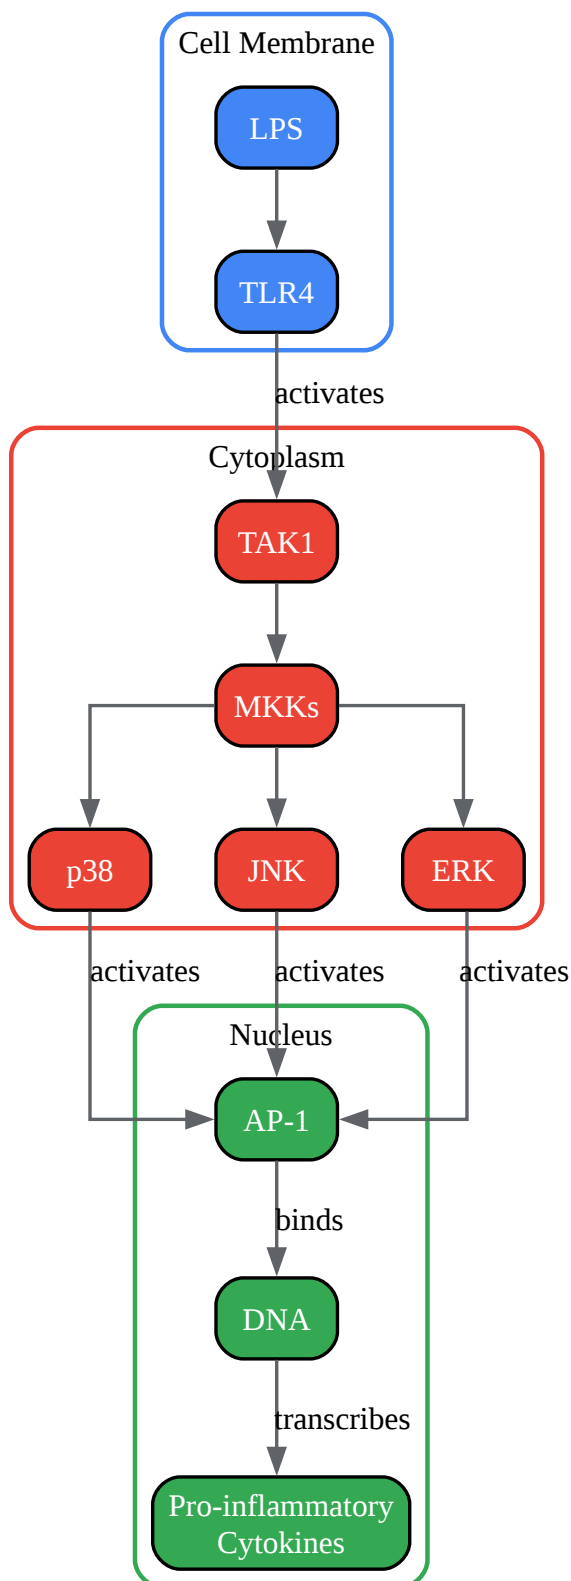 Cell Membrane
LPS
TLR4
activates
Cytoplasm
TAK1
MKKs
p38
JNK
ERK
activates
activates
activates
Nucleus
AP-1
binds
DNA
transcribes
Pro-inflammatory
Cytokines